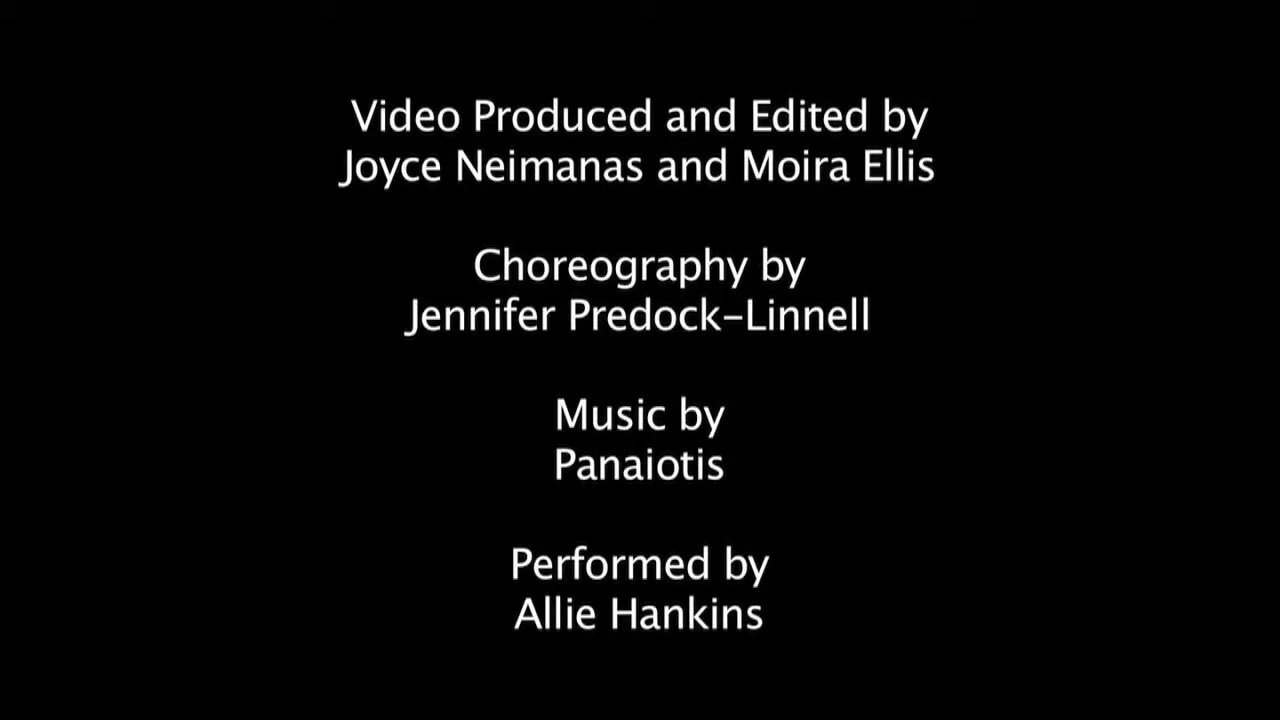 Video Produced and Edited by
Joyce Neimanas and Moira Ellis
Choreography by
Jennifer Predock-Linnell
Music by
Panaiotis
Performed by
Allie Hankins